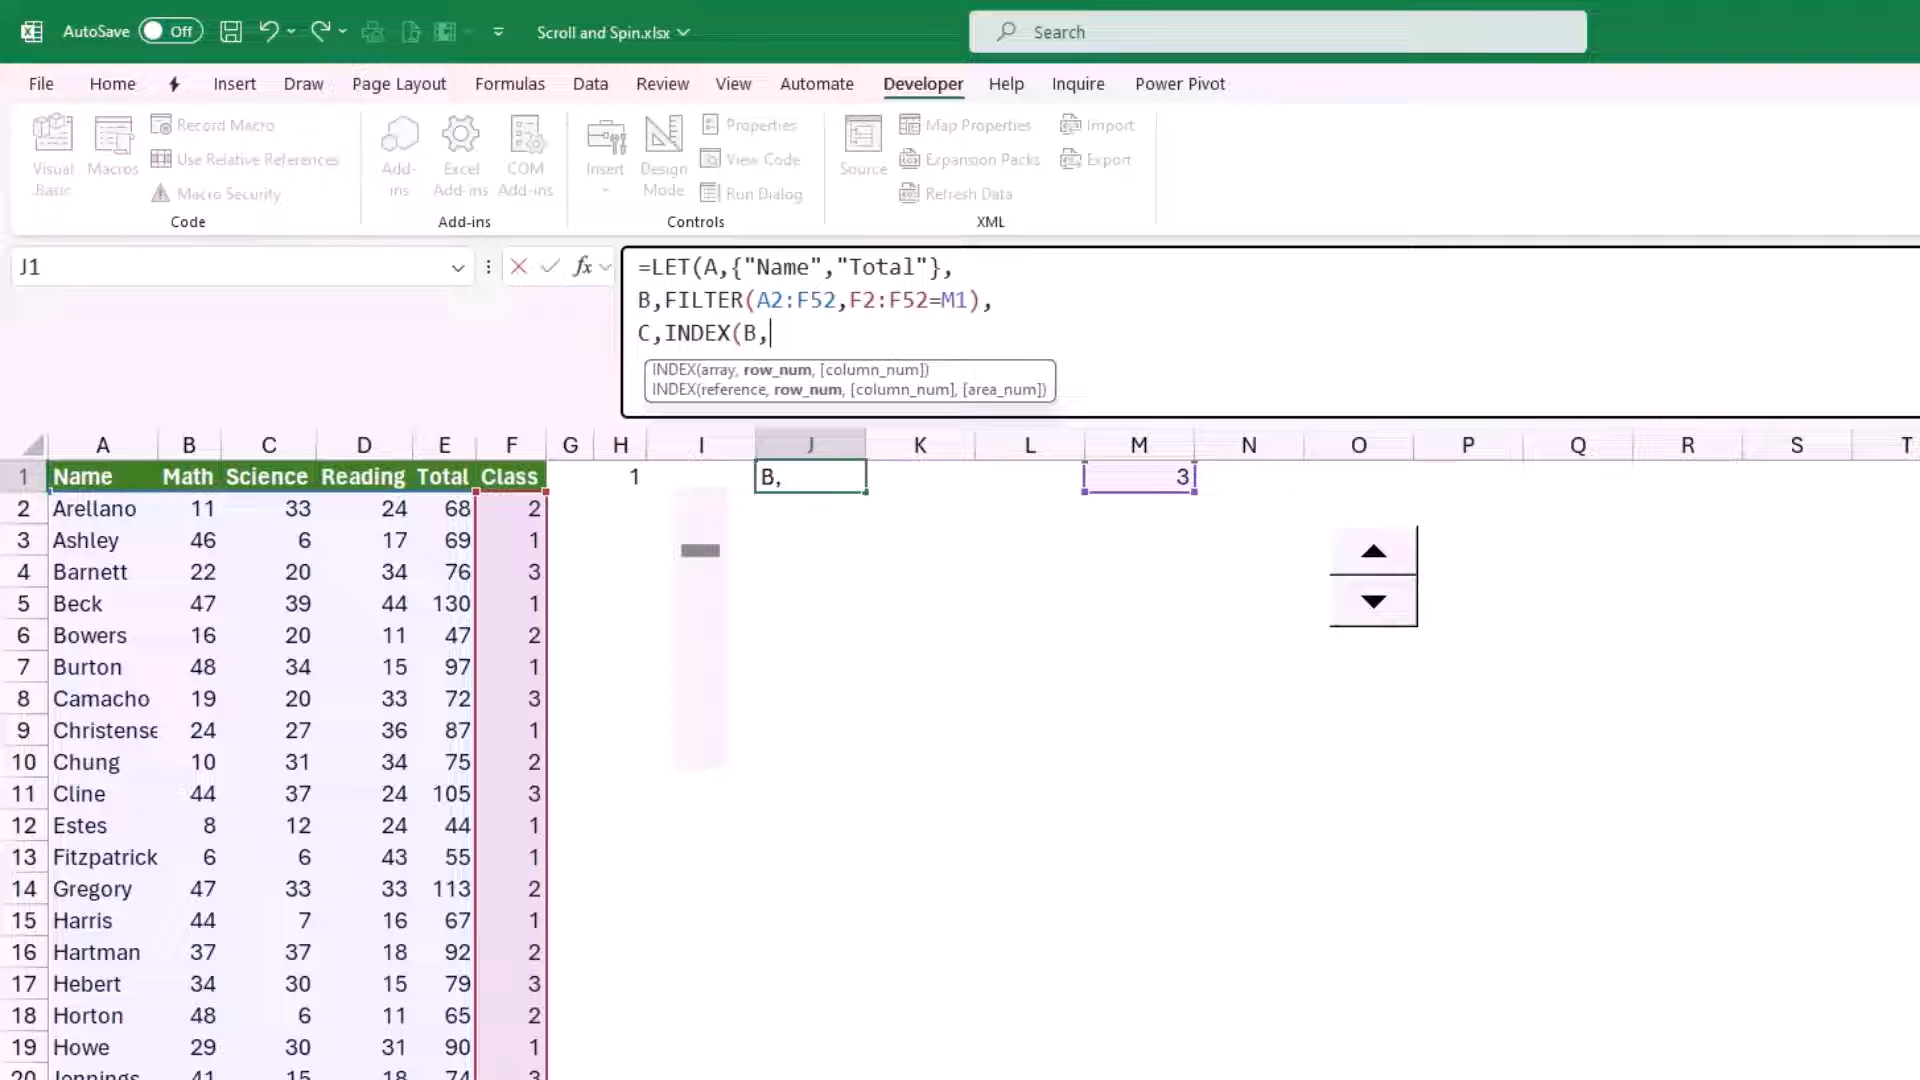 AutoSave Off Scroll and Spin.xlsx Search
File Home Insert Draw Page Layout Formulas Data Review View Automate Developer Help Inquire Power Pivot
Visual Basic
Macros
Record Macro
Use Relative References
Macro Security
Code
Add-ins
Excel Add-ins
COM Add-ins
Add-ins
Insert
Design Mode
Properties
View Code
Run Dialog
Controls
Source
Map Properties
Expansion Packs
Refresh Data
Import
Export
XML
J1 fx =LET(A,{"Name","Total"},
B,FILTER(A2:F52,F2:F52=M1),
C,INDEX(B,
INDEX(array, row_num, [column_num])
INDEX(reference, row_num, [column_num], [area_num])
A B C D E F G H I J K L M N O P Q R S T
1 Name Math Science Reading Total Class 1 B, 3
2 Arellano 11 33 24 68 2
3 Ashley 46 6 17 69 1
4 Barnett 22 20 34 76 3
5 Beck 47 39 44 130 1
6 Bowers 16 20 11 47 2
7 Burton 48 34 15 97 1
8 Camacho 19 20 33 72 3
9 Christense 24 27 36 87 1
10 Chung 10 31 34 75 2
11 Cline 44 37 24 105 3
12 Estes 8 12 24 44 1
13 Fitzpatrick 6 6 43 55 1
14 Gregory 47 33 33 113 2
15 Harris 44 7 16 67 1
16 Hartman 37 37 18 92 2
17 Hebert 34 30 15 79 3
18 Horton 48 6 11 65 2
19 Howe 29 30 31 90 1
20 Jennings 41 15 18 74 3